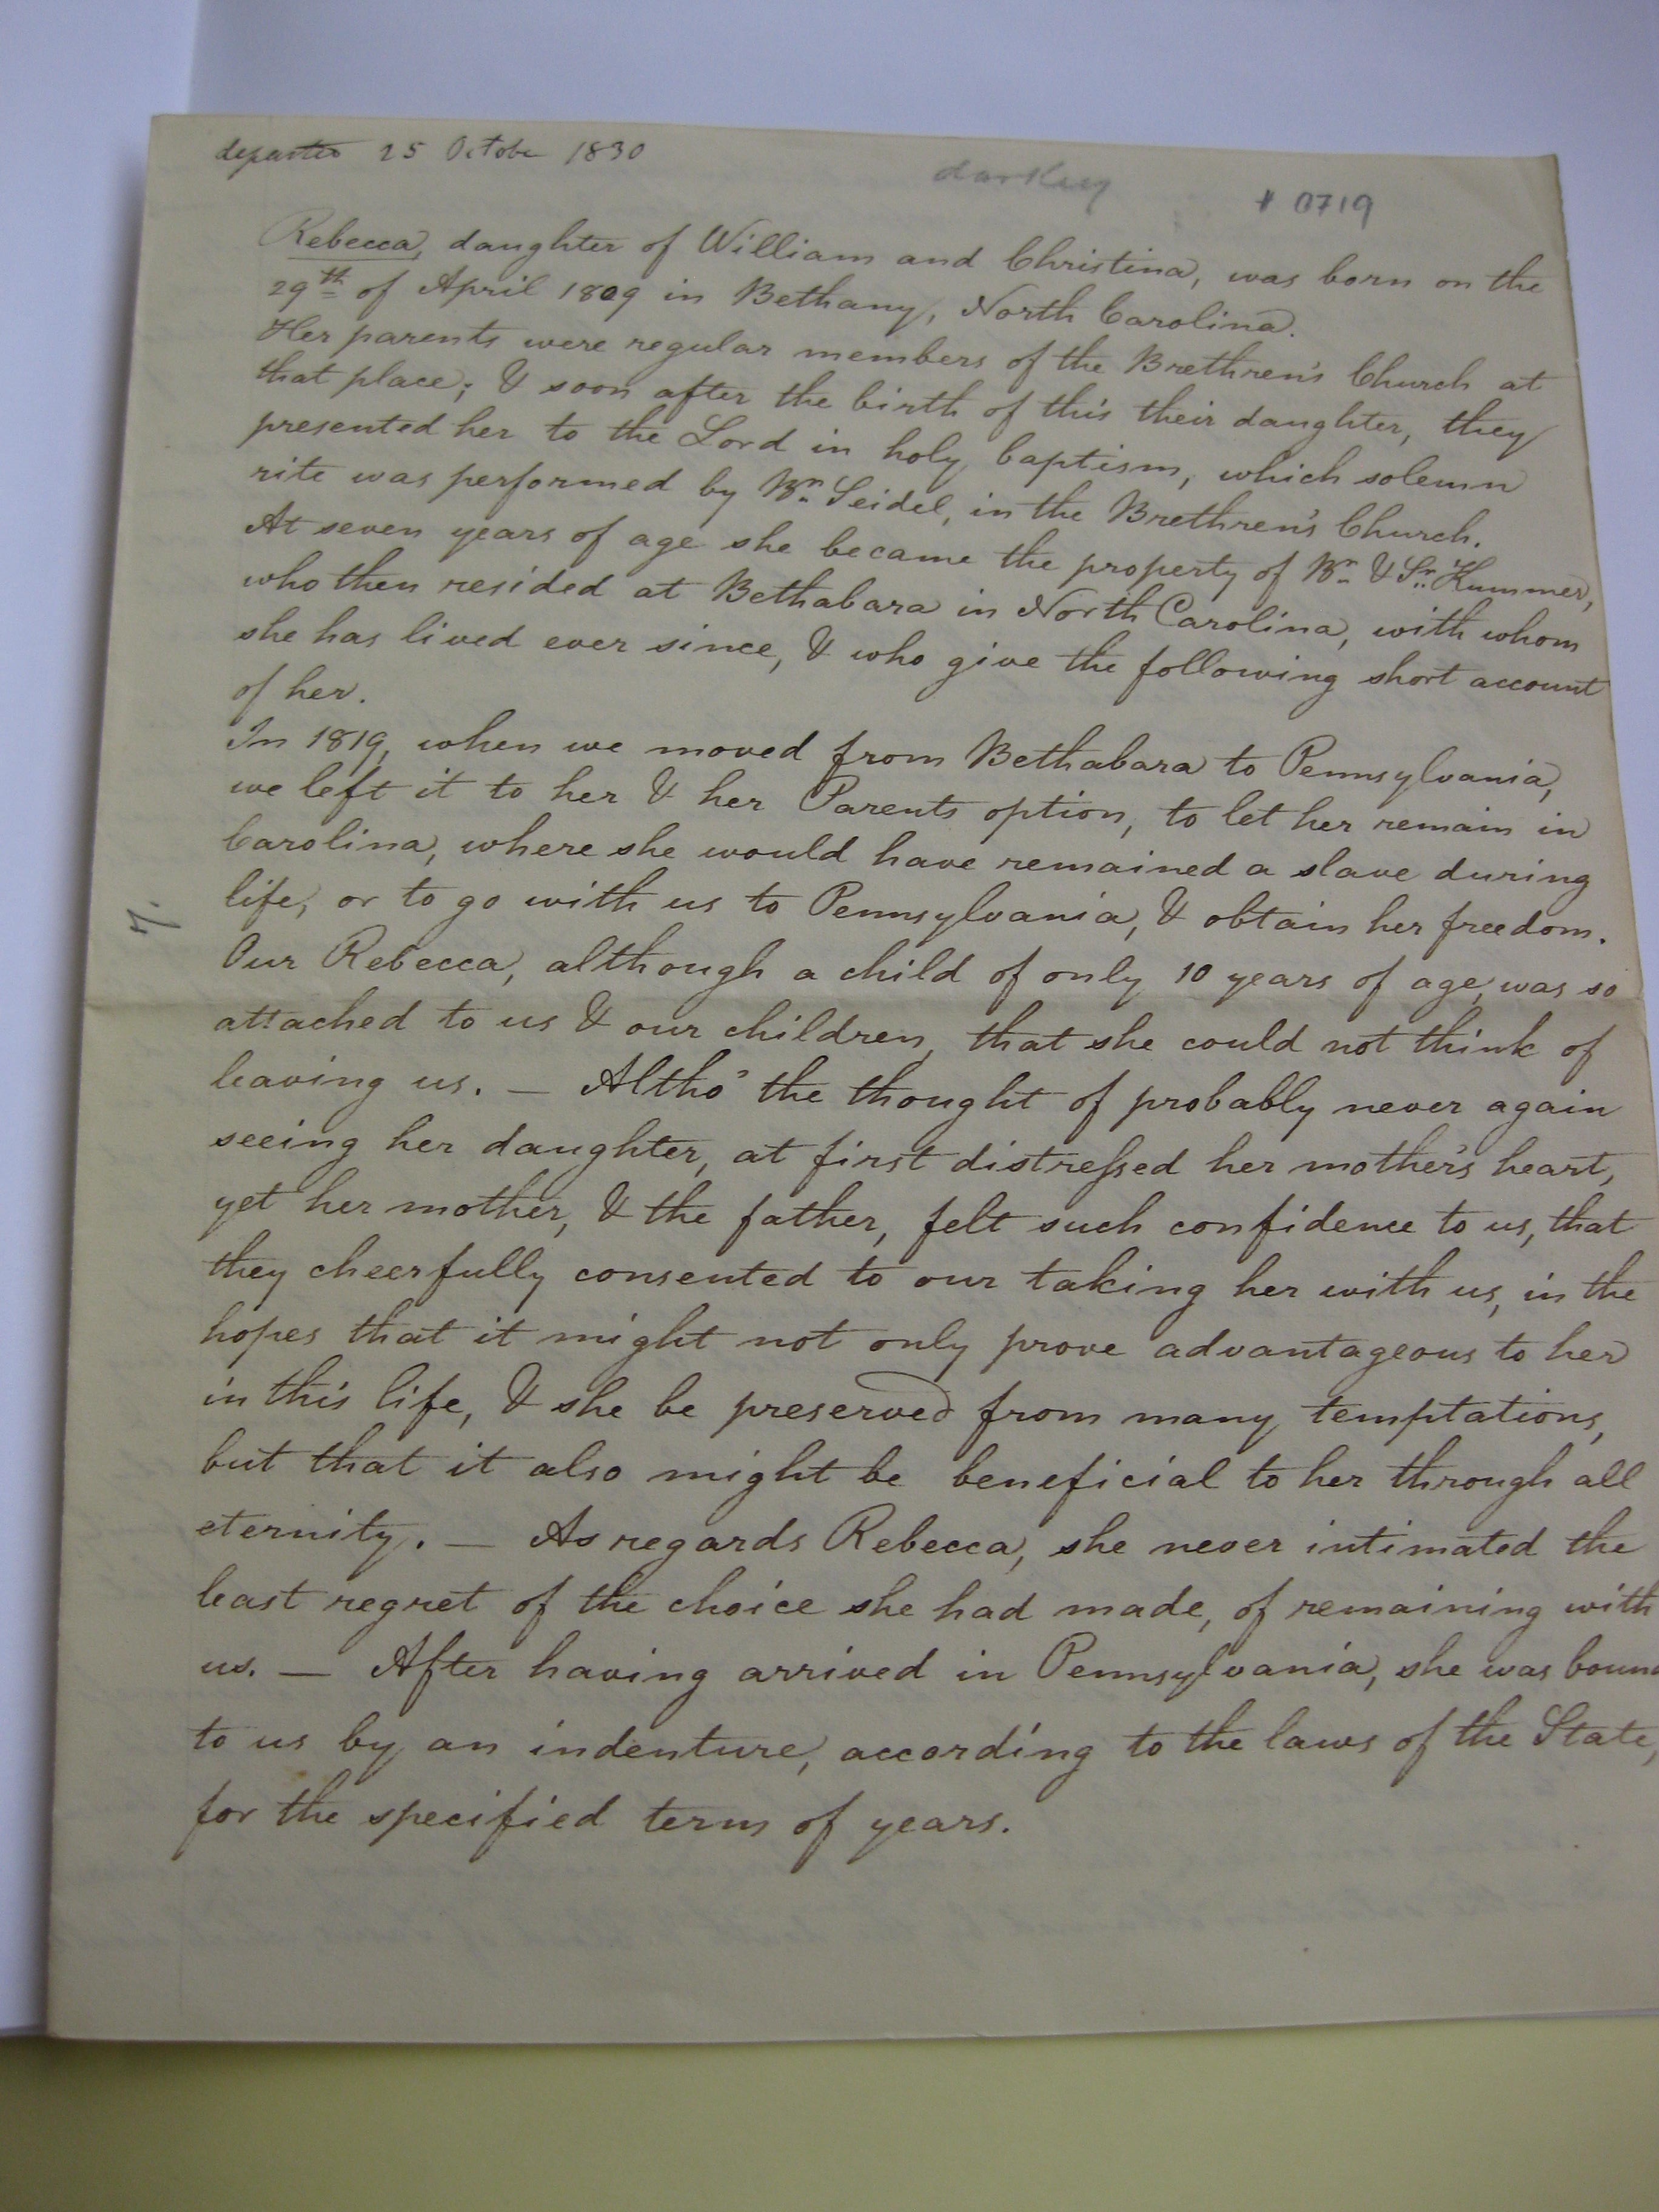 departed 25 October 1830
darkey
# 0719
Rebecca, daughter of William and Christina, was born on the
29th of April 1809 in Bethany, North Carolina.
Her parents were regular members of the Brethren's Church at
that place; & soon after the birth of this their daughter, they
presented her to the Lord in holy baptism, which solemn
rite was performed by Br. Seidel, in the Brethren's Church.
At seven years of age she became the property of Br. & Sr. Kummer,
who then resided at Bethabara in North Carolina, with whom
she has lived ever since, & who give the following short account
of her.
In 1819, when we moved from Bethabara to Pennsylvania,
we left it to her & her Parents option, to let her remain in
Carolina, where she would have remained a slave during
life, or to go with us to Pennsylvania, & obtain her freedom.
Our Rebecca, although a child of only 10 years of age, was so
attached to us & our children, that she could not think of
leaving us. — Altho' the thought of probably never again
seeing her daughter, at first distressed her mother's heart,
yet her mother, & the father, felt such confidence to us, that
they cheerfully consented to our taking her with us, in the
hopes that it might not only prove advantageous to her
in this life, & she be preserved from many temptations,
but that it also might be beneficial to her through all
eternity. — As regards Rebecca, she never intimated the
least regret of the choice she had made, of remaining with
us. — After having arrived in Pennsylvania, she was boun
to us by an indenture, according to the laws of the State,
for the specified term of years.
7.